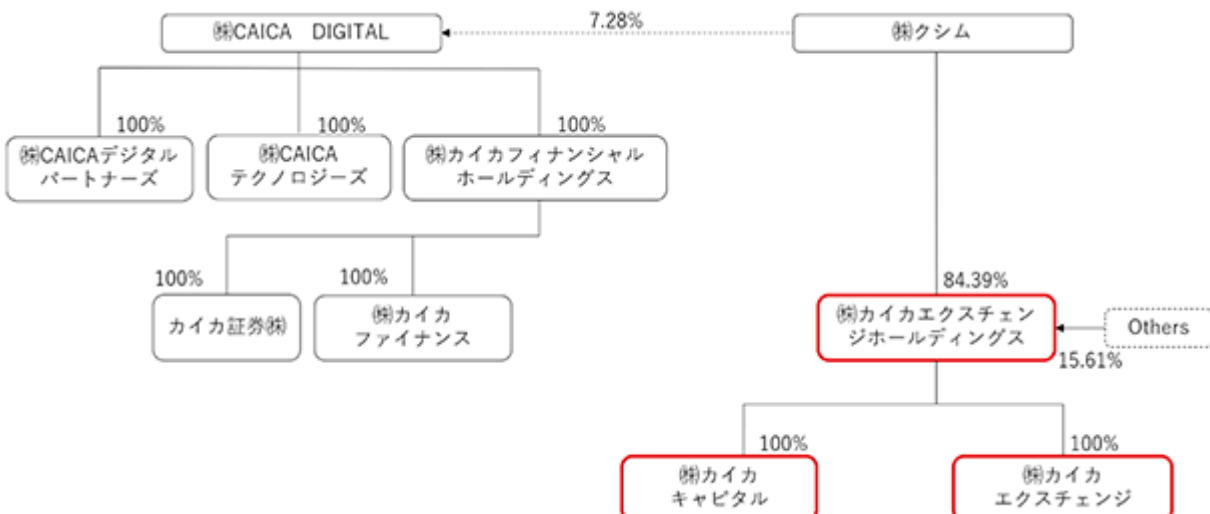 ㈱CAICA DIGITAL
7.28%
㈱クシム
100%
100%
100%
㈱CAICAデジタル
パートナーズ
㈱CAICA
テクノロジーズ
㈱カイカフィナンシャル
ホールディングス
100%
100%
84.39%
カイカ証券㈱
㈱カイカ
ファイナンス
㈱カイカエクスチェン
ジホールディングス
Others
15.61%
100%
100%
㈱カイカ
キャピタル
㈱カイカ
エクスチェンジ